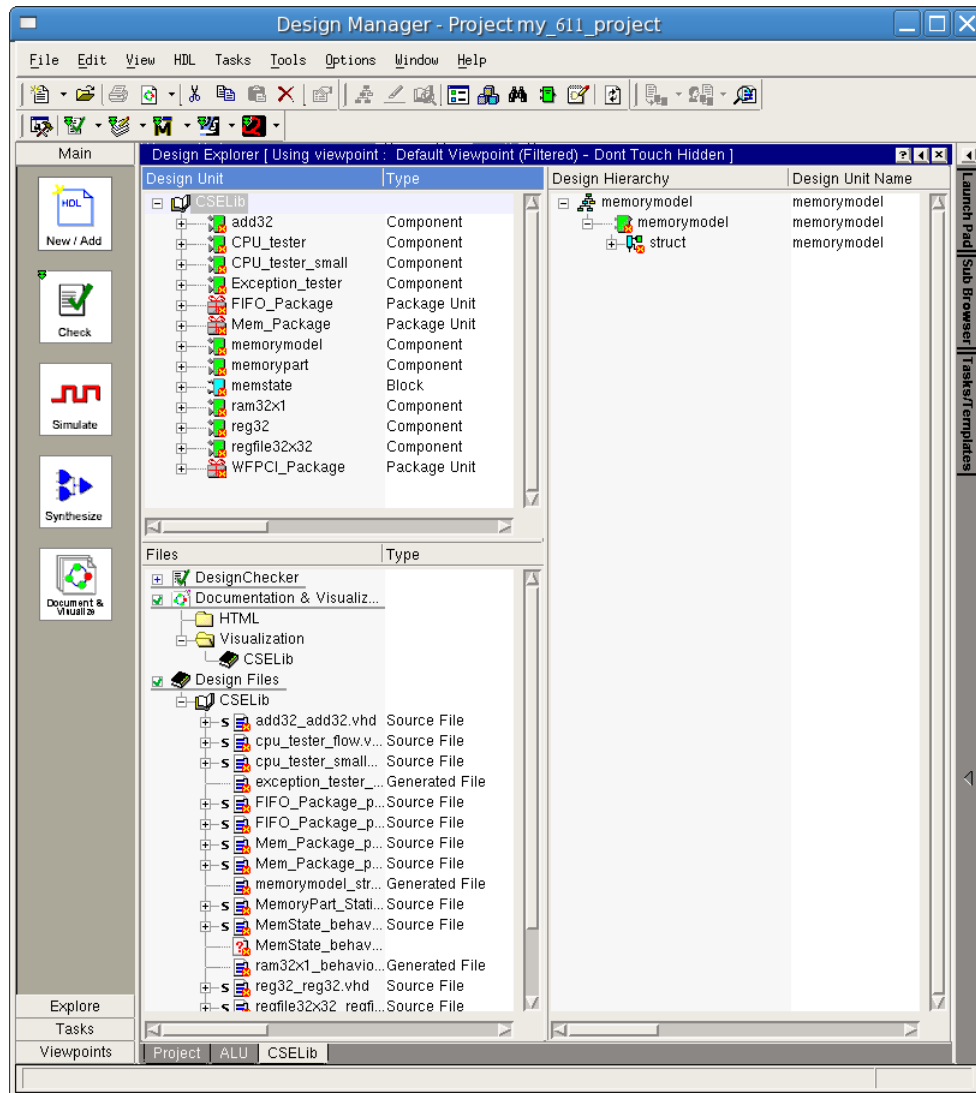 Design Manager - Project my_611_project
File Edit View HDL Tasks Tools Options Window Help
Main
New / Add
Check
Simulate
Synthesize
Document & Visualize
Explore
Tasks
Viewpoints
Design Explorer [ Using viewpoint : Default Viewpoint (Filtered) - Dont Touch Hidden ]
Design Unit Type
CSELib
add32 Component
CPU_tester Component
CPU_tester_small Component
Exception_tester Component
FIFO_Package Package Unit
Mem_Package Package Unit
memorymodel Component
memorypart Component
memstate Block
ram32x1 Component
reg32 Component
regfile32x32 Component
WFPCI_Package Package Unit
Files Type
DesignChecker
Documentation & Visualiz...
HTML
Visualization
CSELib
Design Files
CSELib
S add32_add32.vhd Source File
S cpu_tester_flow.v... Source File
S cpu_tester_small... Source File
exception_tester_... Generated File
S FIFO_Package_p... Source File
S FIFO_Package_p... Source File
S Mem_Package_p... Source File
S Mem_Package_p... Source File
memorymodel_str... Generated File
S MemoryPart_Stati... Source File
S MemState_behav... Source File
MemState_behav...
ram32x1_behavio... Generated File
S reg32_reg32.vhd Source File
S regfile32x32_regfi... Source File
Project ALU CSELib
Design Hierarchy Design Unit Name
memorymodel memorymodel
memorymodel memorymodel
struct memorymodel
Launch Pad
Sub Browser
Tasks/Templates